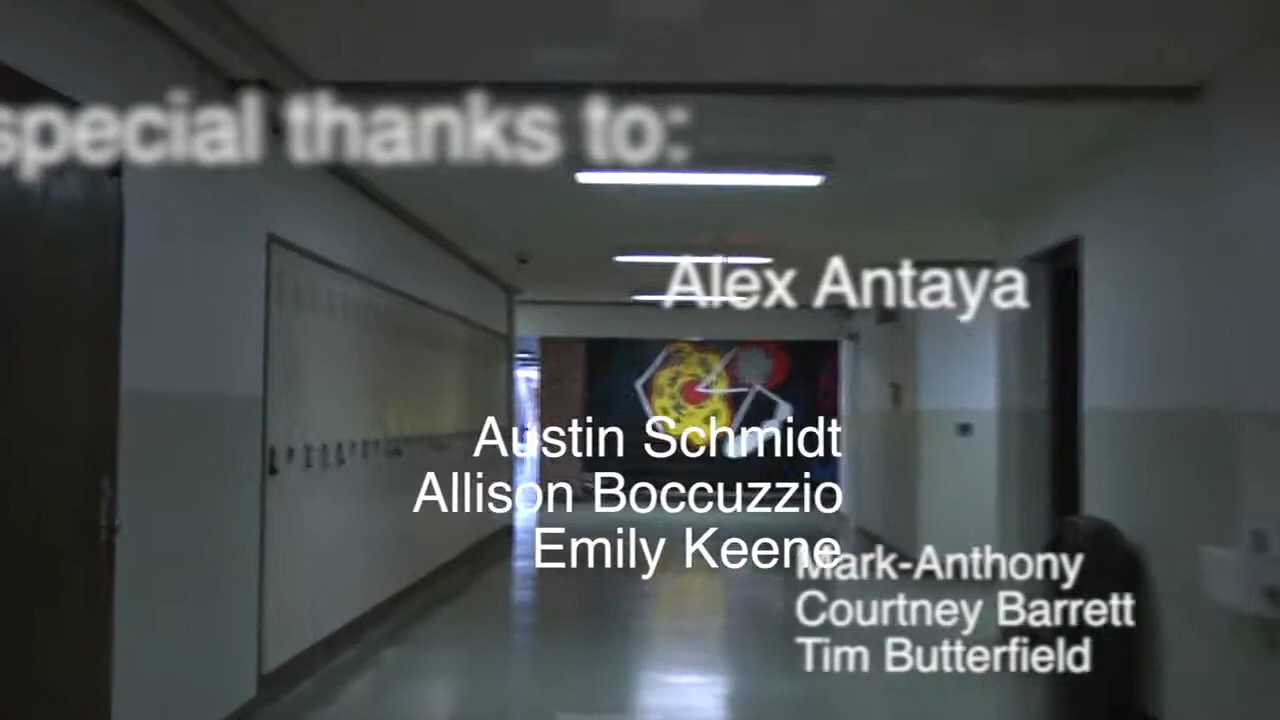 special thanks to:
Alex Antaya
Austin Schmidt
Allison Boccuzzio
Emily Keene
Mark-Anthony
Courtney Barrett
Tim Butterfield